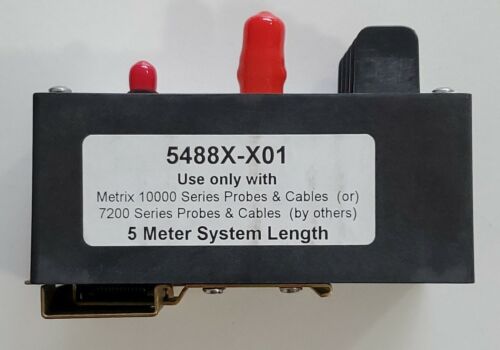 5488X-X01
Use only with
Metrix 10000 Series Probes & Cables (or)
7200 Series Probes & Cables (by others)
5 Meter System Length